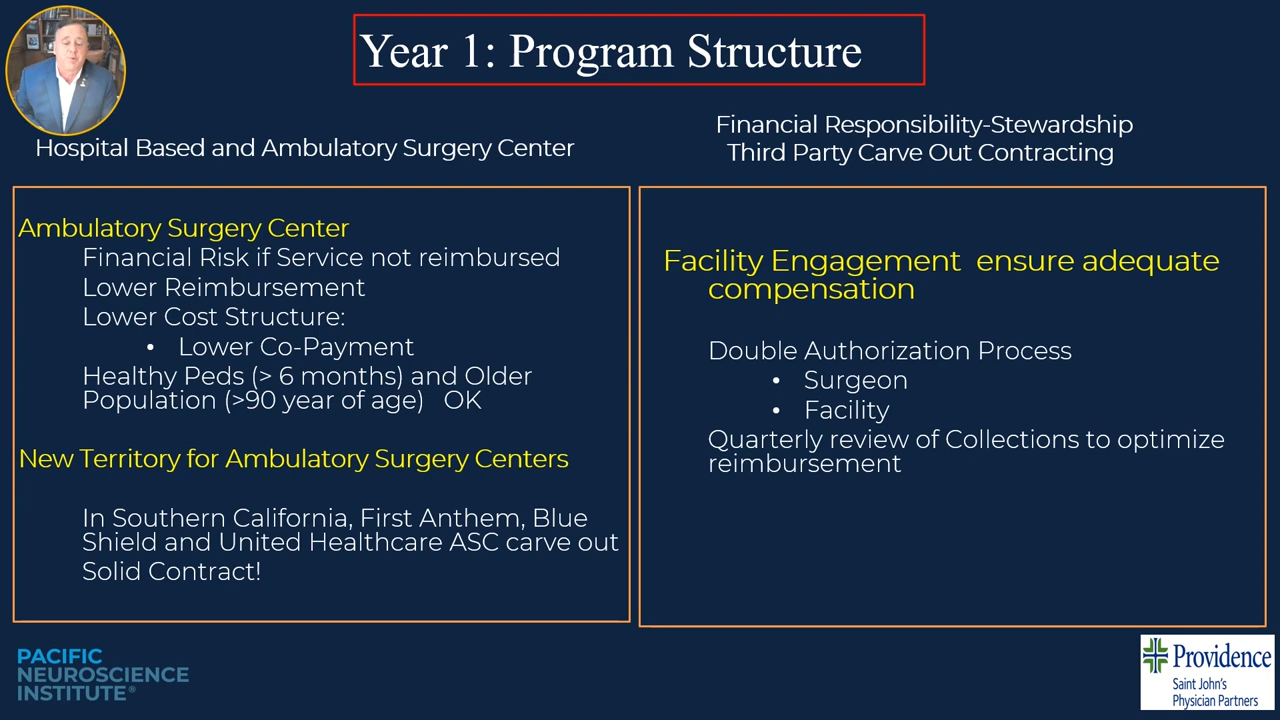 Year 1: Program Structure
Hospital Based and Ambulatory Surgery Center
Financial Responsibility-Stewardship
Third Party Carve Out Contracting
Ambulatory Surgery Center
Financial Risk if Service not reimbursed
Lower Reimbursement
Lower Cost Structure:
• Lower Co-Payment
Healthy Peds (> 6 months) and Older
Population (>90 year of age) OK
New Territory for Ambulatory Surgery Centers
In Southern California, First Anthem, Blue
Shield and United Healthcare ASC carve out
Solid Contract!
Facility Engagement ensure adequate
compensation
Double Authorization Process
• Surgeon
• Facility
Quarterly review of Collections to optimize
reimbursement
PACIFIC
NEUROSCIENCE
INSTITUTE®
Providence
Saint John's
Physician Partners